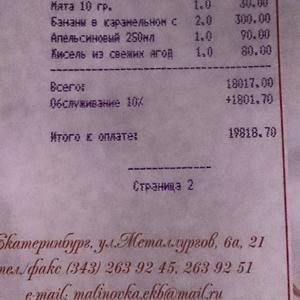 Мята 10 гр. 1.0 30.00
Бананы в карамельном с 2.0 300.00
Апельсиновый 250мл 1.0 90.00
Кисель из свежих ягод 1.0 80.00
Всего: 18017.00
Обслуживание 10% +1801.70
Итого к оплате: 19818.70
Страница 2
Екатеринбург, ул.Металлургов, 6а, 21
тел./факс (343) 263 92 45, 263 92 51
e-mail: malinovka.ekb@mail.ru